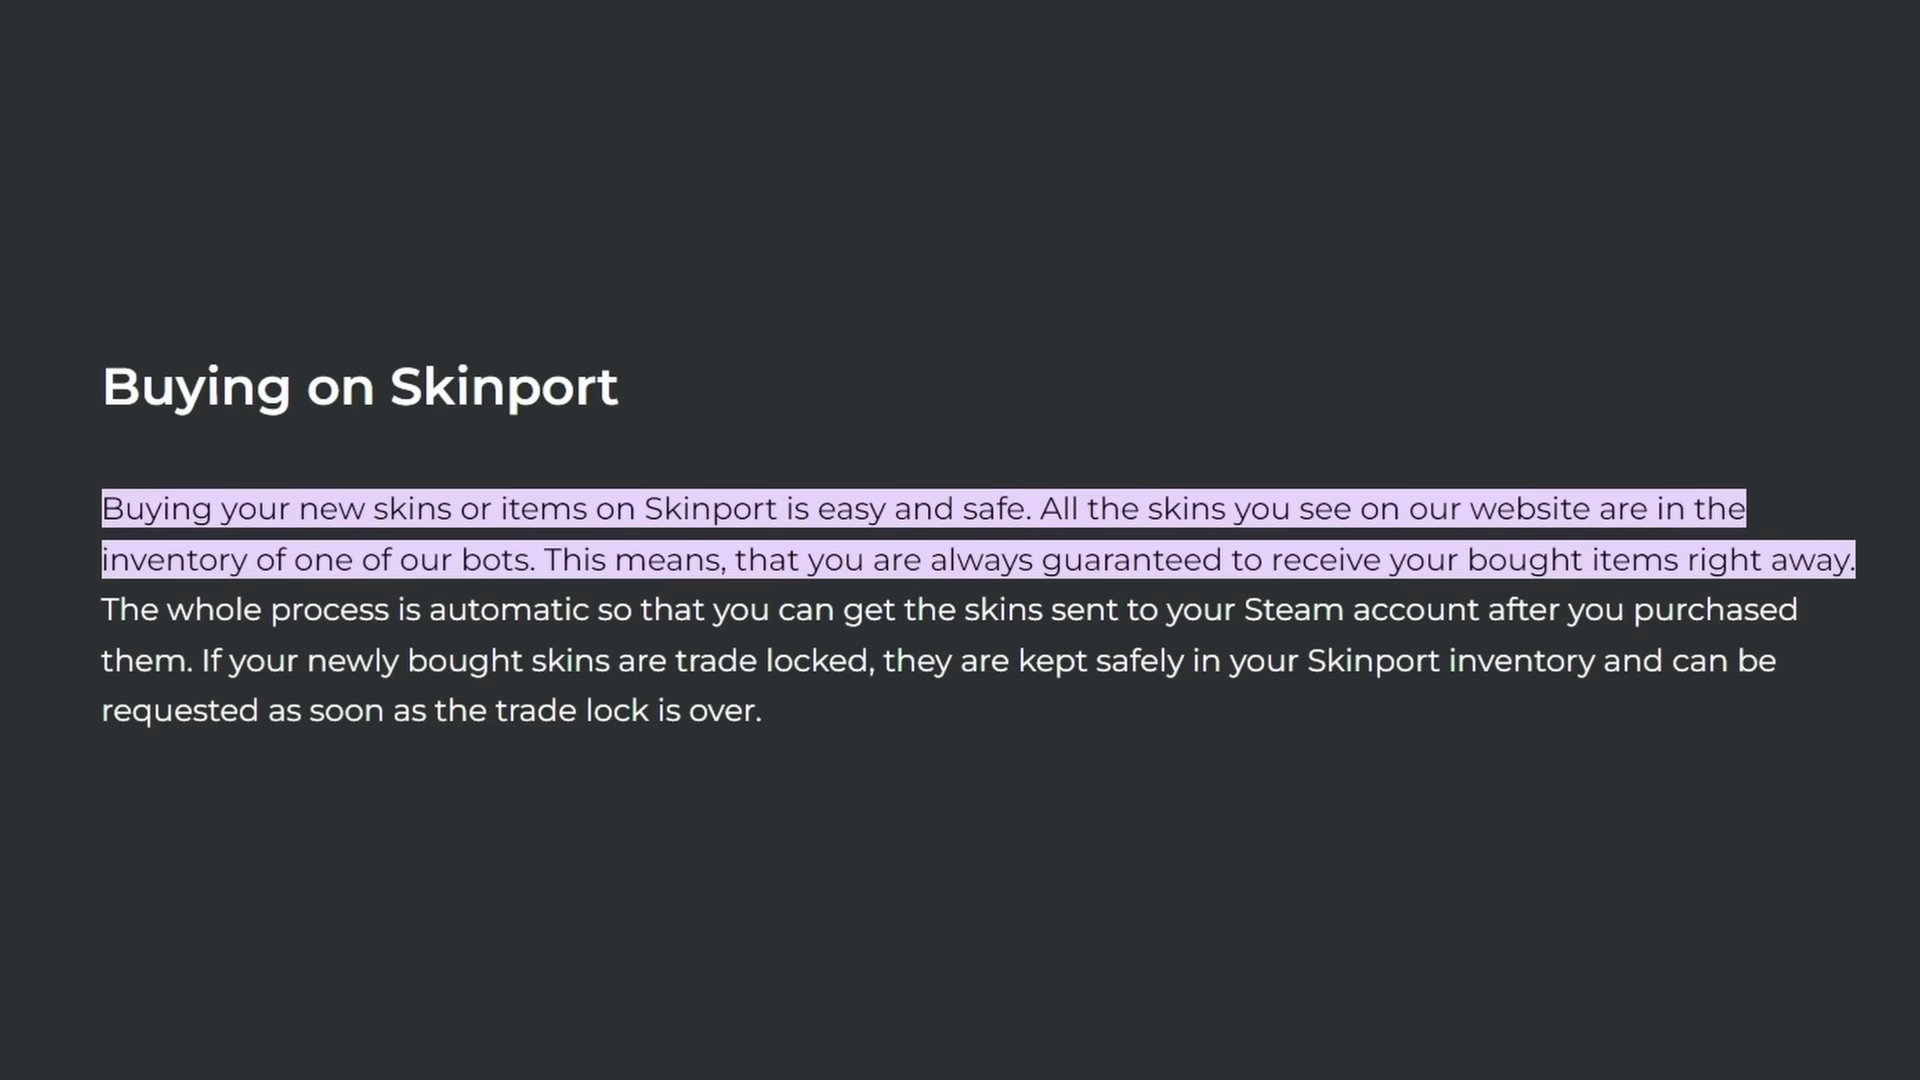 Buying on Skinport
Buying your new skins or items on Skinport is easy and safe. All the skins you see on our website are in the
inventory of one of our bots. This means, that you are always guaranteed to receive your bought items right away.
The whole process is automatic so that you can get the skins sent to your Steam account after you purchased
them. If your newly bought skins are trade locked, they are kept safely in your Skinport inventory and can be
requested as soon as the trade lock is over.